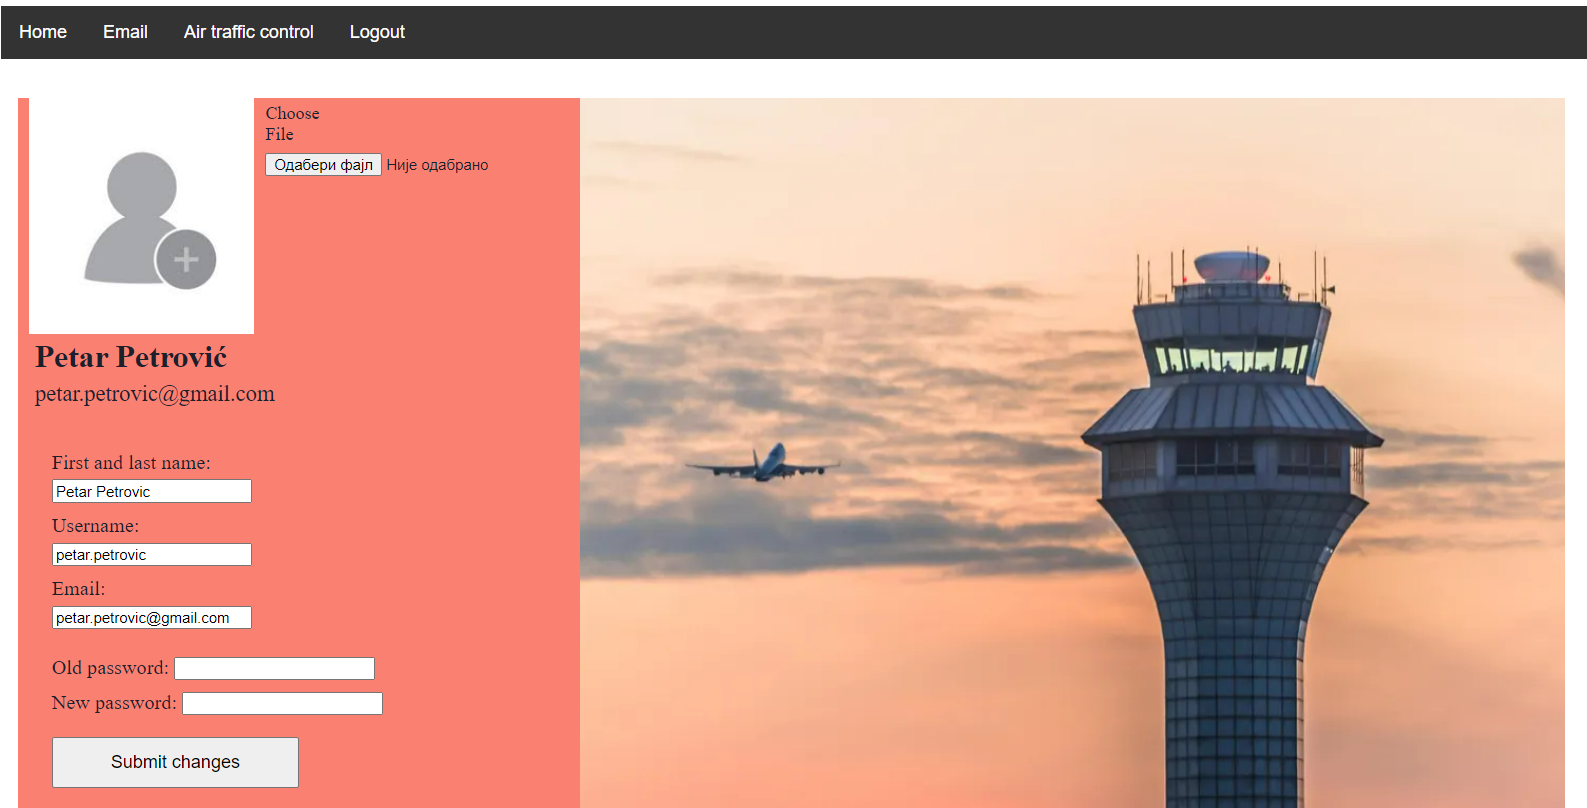 Home Email Air traffic control Logout
Choose
File
Одабери фајл Није одабрано
Petar Petrović
petar.petrovic@gmail.com
First and last name:
Petar Petrovic
Username:
petar.petrovic
Email:
petar.petrovic@gmail.com
Old password:
New password:
Submit changes